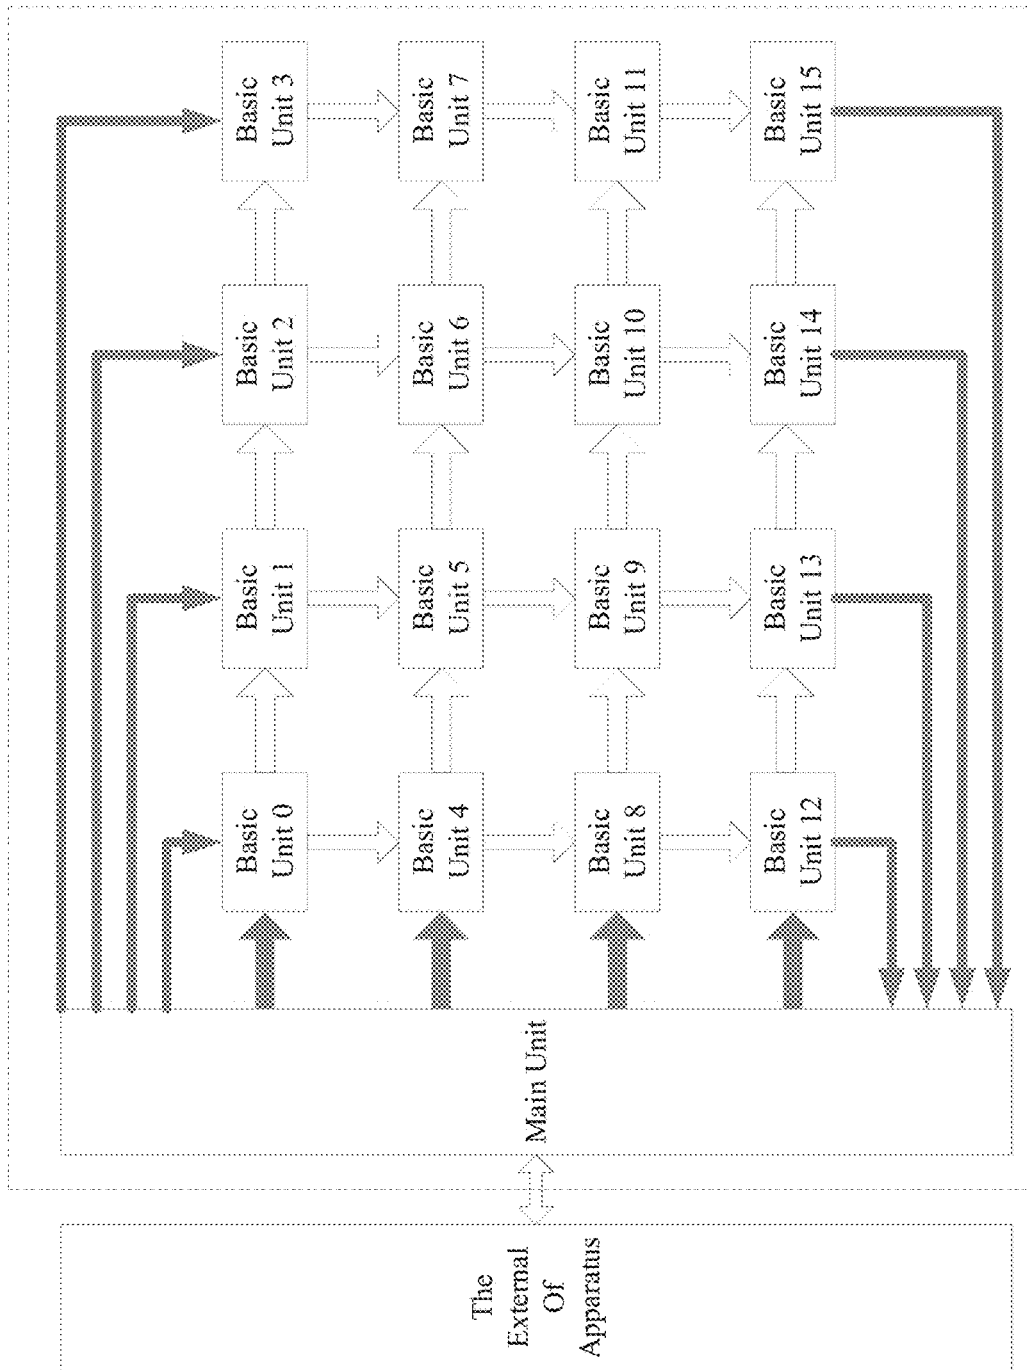 The
External
Of
Apparatus
Main Unit
Basic
Unit 0
Basic
Unit 1
Basic
Unit 2
Basic
Unit 3
Basic
Unit 4
Basic
Unit 5
Basic
Unit 6
Basic
Unit 7
Basic
Unit 8
Basic
Unit 9
Basic
Unit 10
Basic
Unit 11
Basic
Unit 12
Basic
Unit 13
Basic
Unit 14
Basic
Unit 15